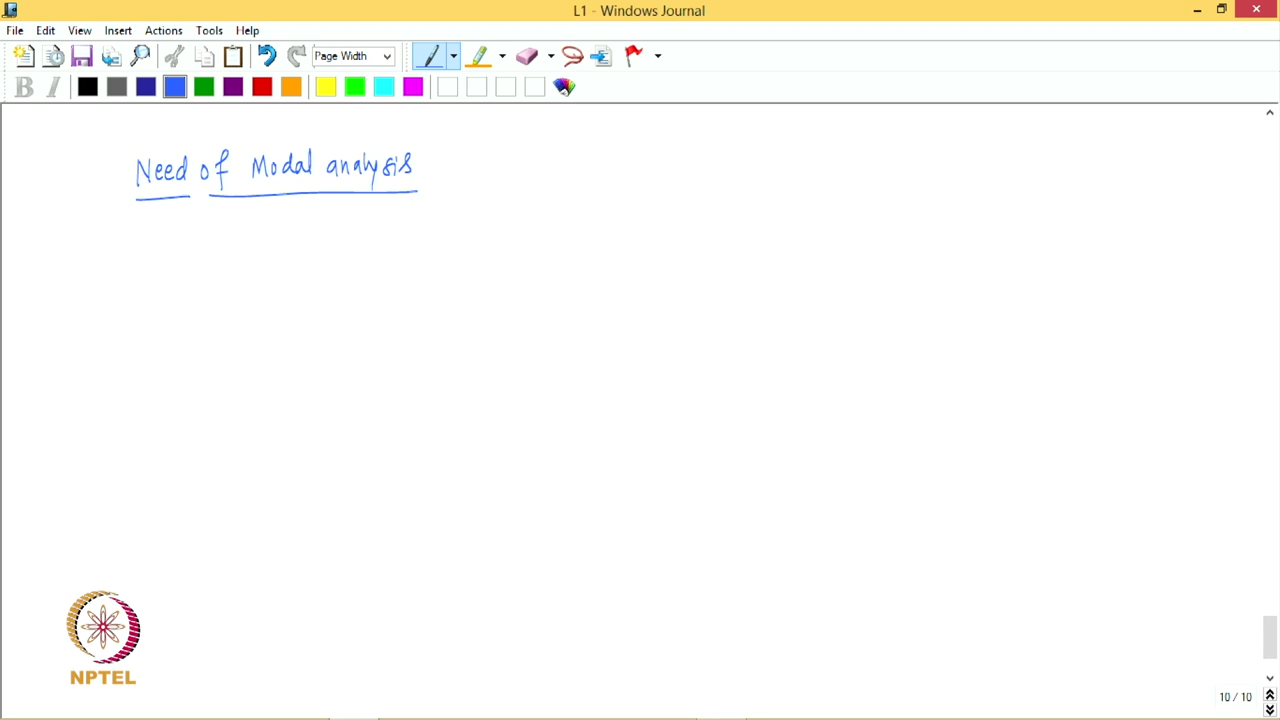 L1 - Windows Journal
File Edit View Insert Actions Tools Help
Page Width
B I
Need of Modal analysis
NPTEL
10 / 10